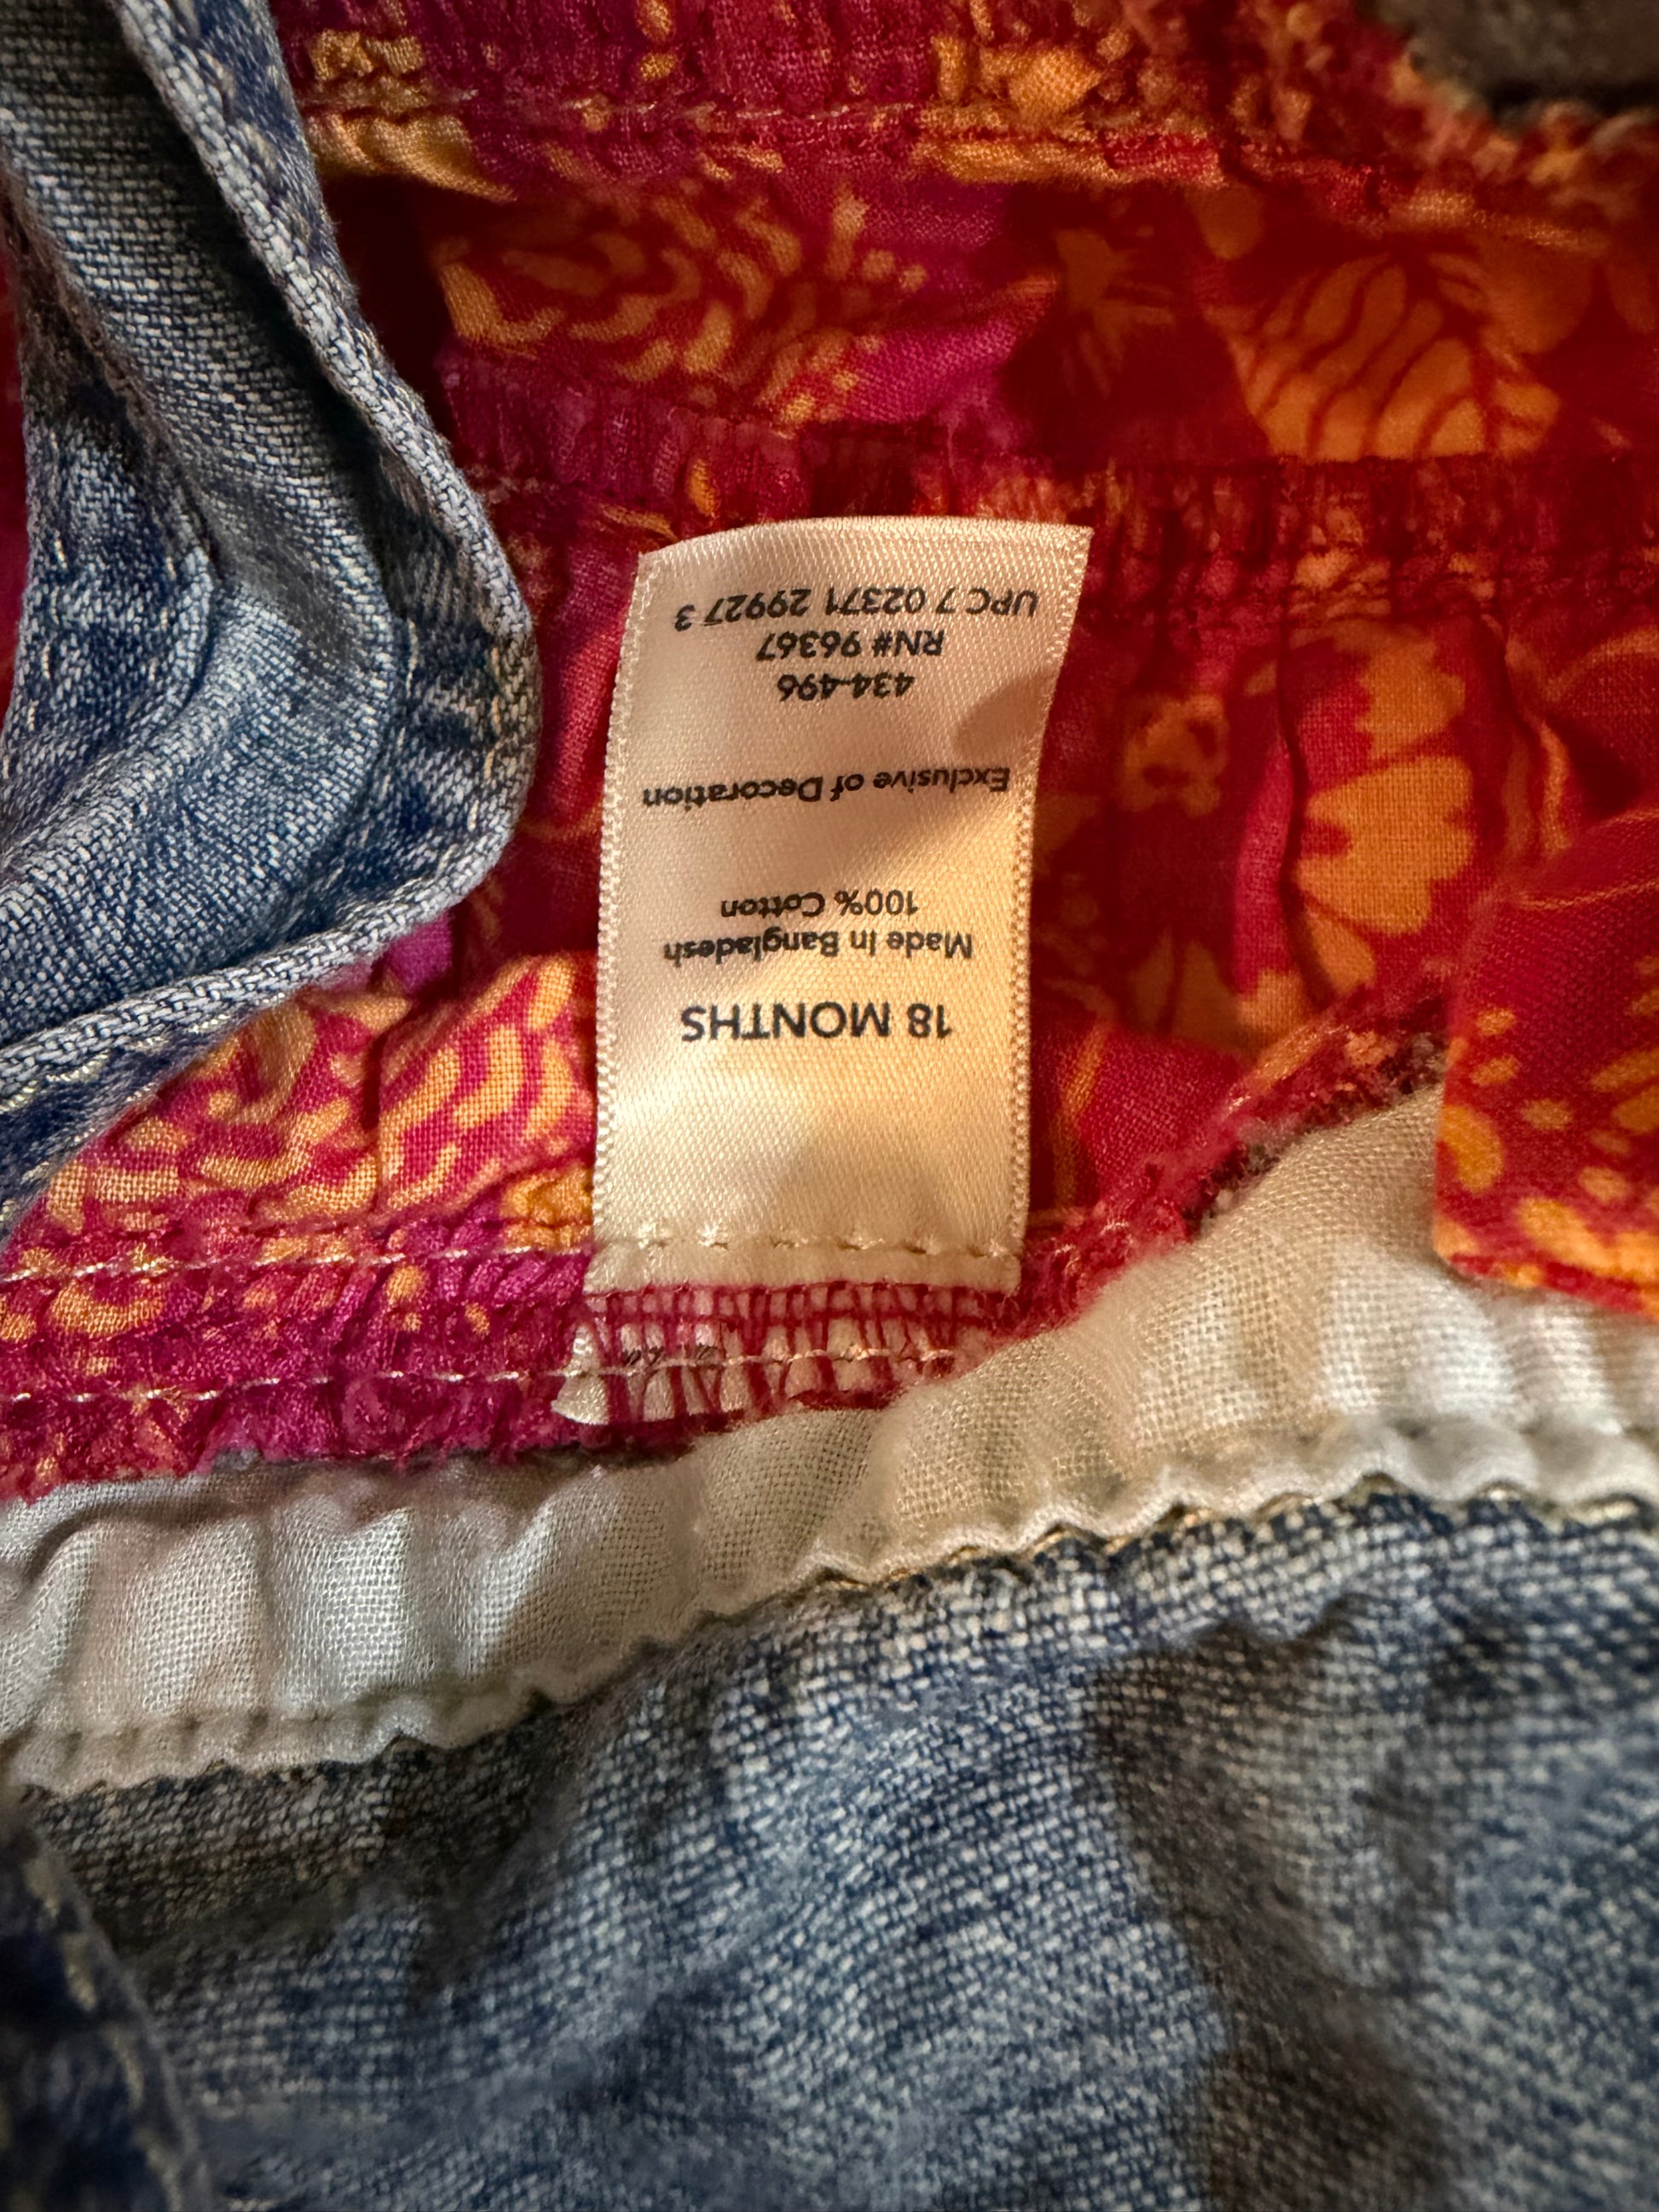 18 MONTHS
Made In Bangladesh
100% Cotton
Exclusive of Decoration
434-496
RN# 96367
UPC 7 02371 29927 3